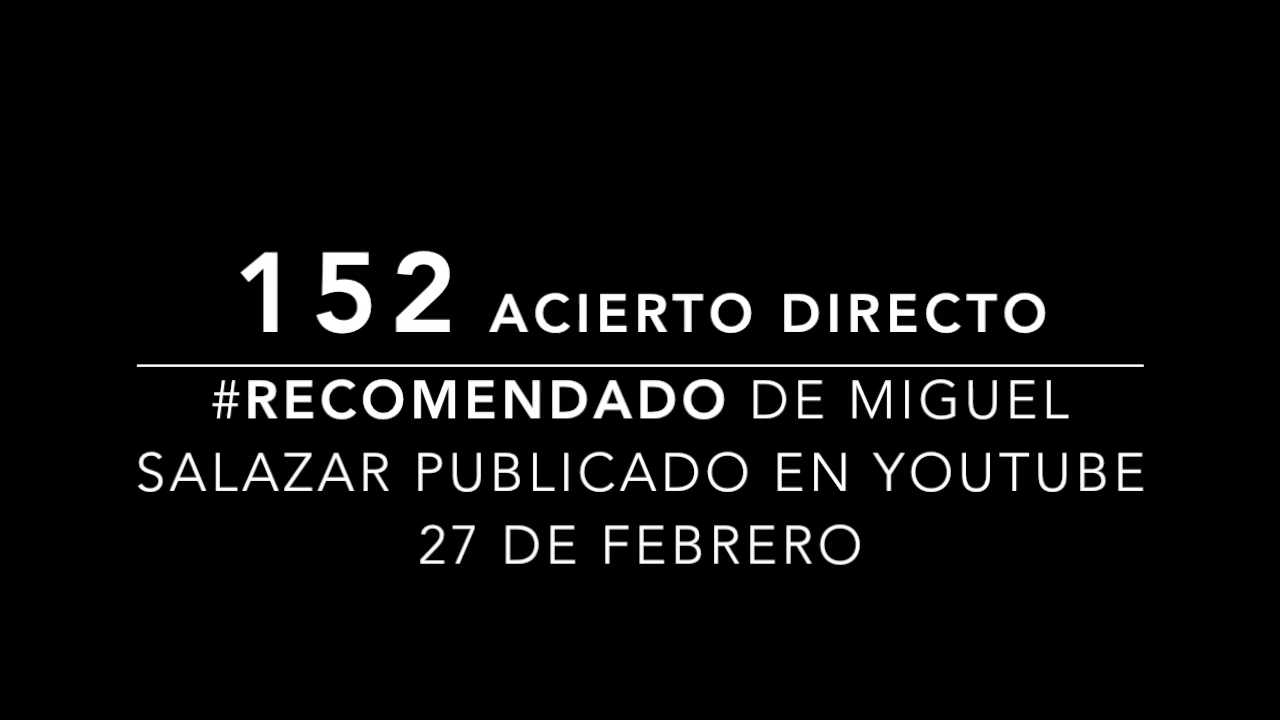 152 ACIERTO DIRECTO
#RECOMENDADO DE MIGUEL
SALAZAR PUBLICADO EN YOUTUBE
27 DE FEBRERO